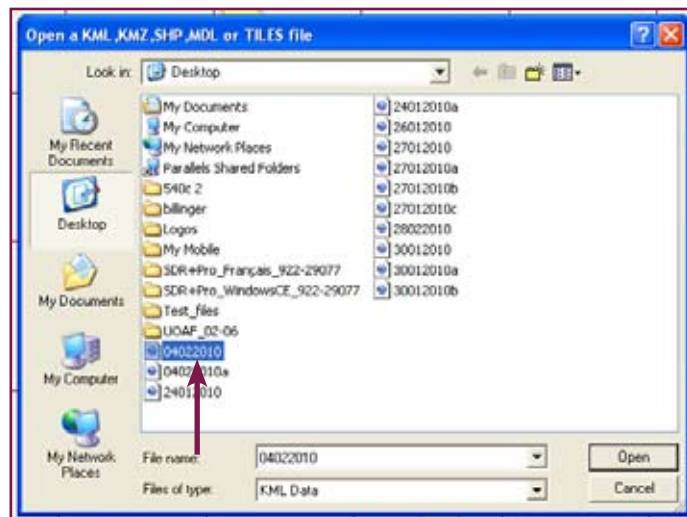 Open a KML ,KMZ,SHP,MDL or TILES file
Look in:
Desktop
My Recent
Documents
Desktop
My Documents
My Computer
My Network
Places
My Documents
My Computer
My Network Places
Parallels Shared Folders
540c 2
billinger
Logos
My Mobile
SDR+Pro_Français_922-29077
SDR+Pro_WindowsCE_922-29077
Test_files
UOAF_02-06
04022010
04022010a
24012010
24012010a
26012010
27012010
27012010a
27012010b
27012010c
28022010
30012010
30012010a
30012010b
File name:
04022010
Open
Files of type:
KML Data
Cancel